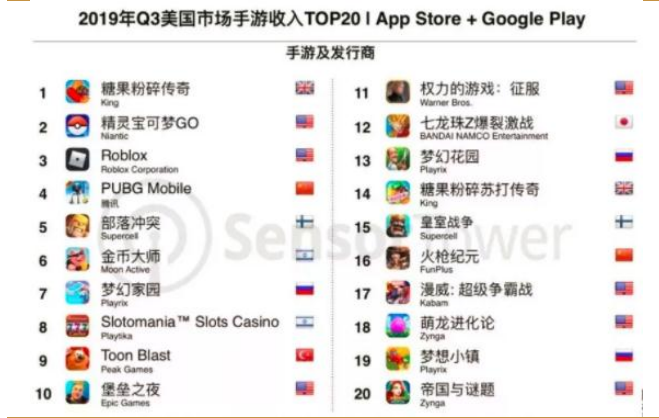 2019年Q3美国市场手游收入TOP20 | App Store + Google Play
手游及发行商
1 糖果粉碎传奇
King
2 精灵宝可梦GO
Niantic
3 Roblox
Roblox Corporation
4 PUBG Mobile
腾讯
5 部落冲突
Supercell
6 金币大师
Moon Active
7 梦幻家园
Playrix
8 Slotomania™ Slots Casino
Playtika
9 Toon Blast
Peak Games
10 堡垒之夜
Epic Games
11 权力的游戏：征服
Warner Bros.
12 七龙珠Z爆裂激战
BANDAI NAMCO Entertainment
13 梦幻花园
Playrix
14 糖果粉碎苏打传奇
King
15 皇室战争
Supercell
16 火枪纪元
FunPlus
17 漫威: 超级争霸战
Kabam
18 萌龙进化论
Zynga
19 梦想小镇
Playrix
20 帝国与谜题
Zynga